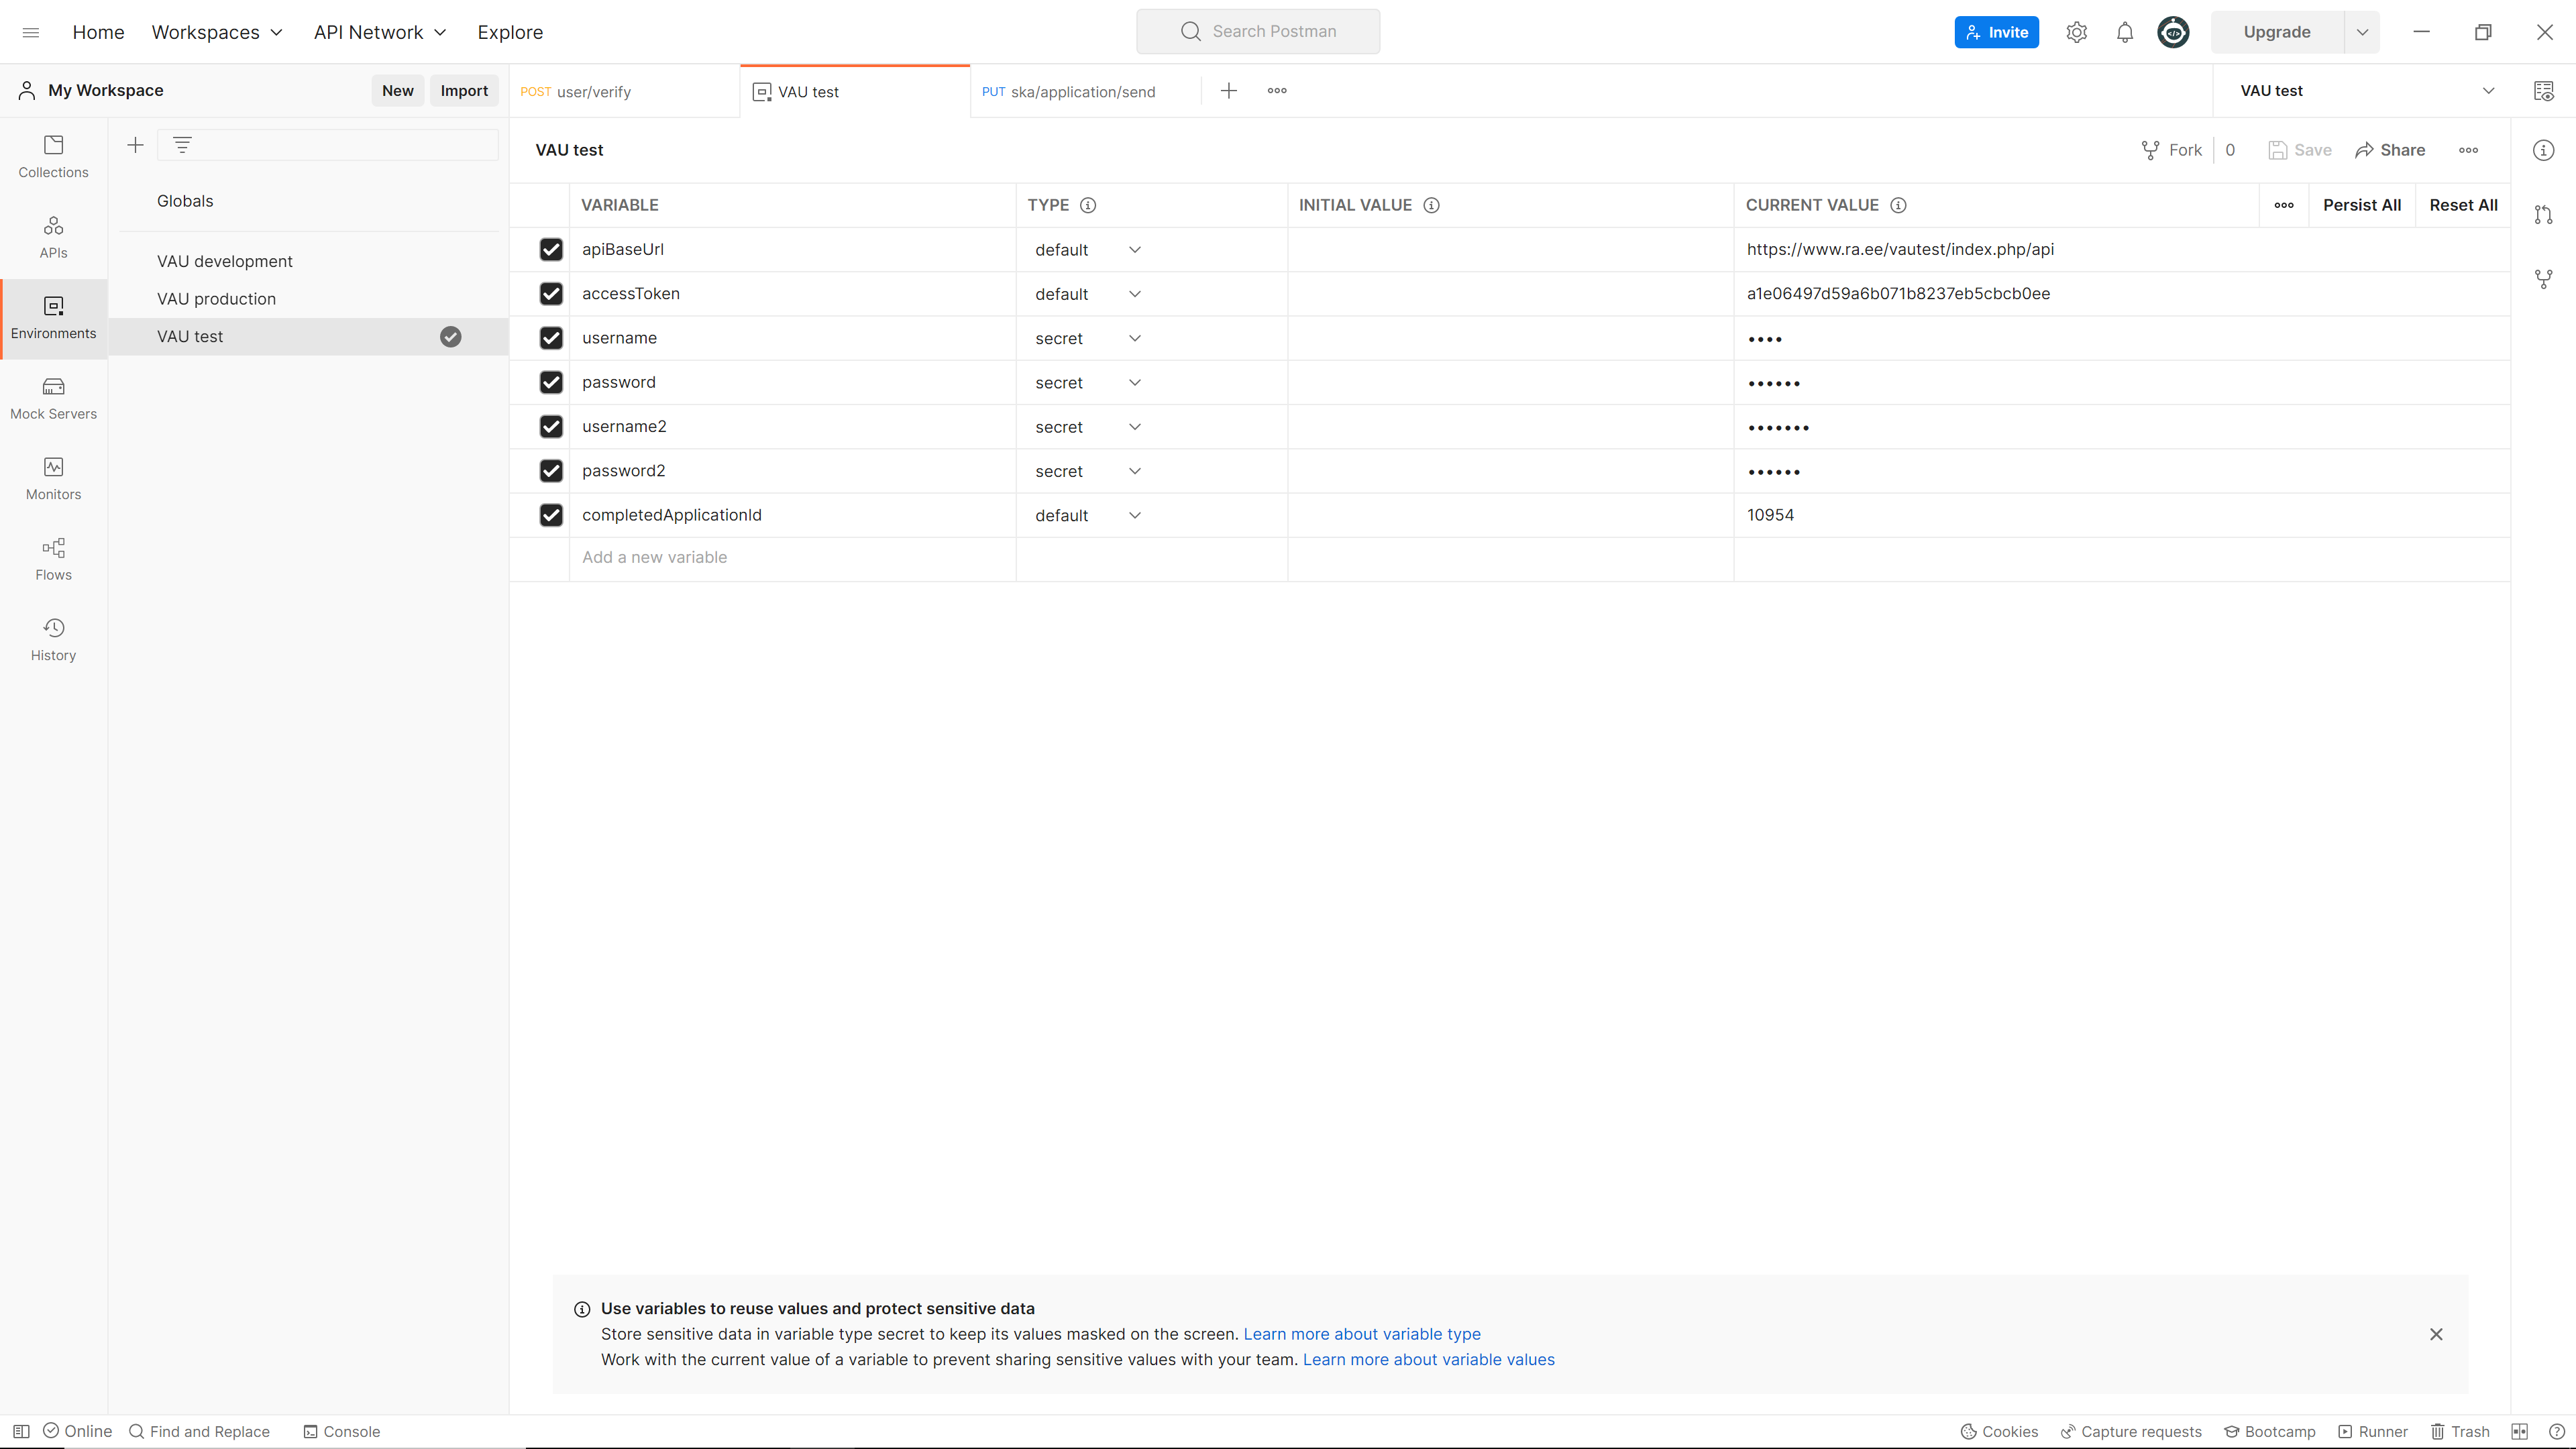 Home Workspaces API Network Explore Search Postman Invite Upgrade
My Workspace New Import POST user/verify VAU test PUT ska/application/send VAU test
Collections
APIs
Environments
Mock Servers
Monitors
Flows
History
Globals
VAU development
VAU production
VAU test
VAU test Fork 0 Save Share
VARIABLE TYPE INITIAL VALUE CURRENT VALUE Persist All Reset All
apiBaseUrl default https://www.ra.ee/vautest/index.php/api
accessToken default a1e06497d59a6b071b8237eb5cbcb0ee
username secret ••••
password secret ••••••
username2 secret •••••••
password2 secret ••••••
completedApplicationId default 10954
Add a new variable
Use variables to reuse values and protect sensitive data
Store sensitive data in variable type secret to keep its values masked on the screen. Learn more about variable type
Work with the current value of a variable to prevent sharing sensitive values with your team. Learn more about variable values
Online Find and Replace Console Cookies Capture requests Bootcamp Runner Trash